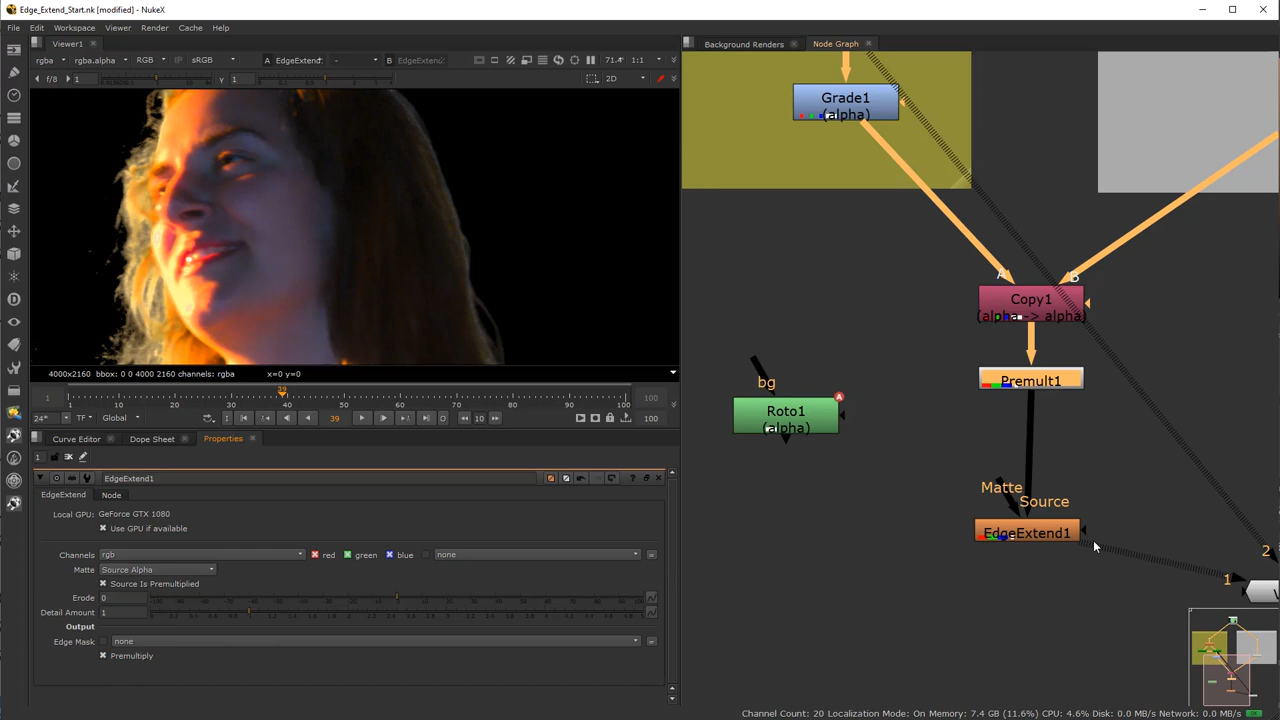 Edge_Extend_Start.nk [modified] - NukeX
File Edit Workspace Viewer Render Cache Help
Viewer1
rgba rgba.alpha RGB IP sRGB A EdgeExtend: B EdgeExtend: 71.4 1:1
f/8 1 Y 1 2D
4000x2160 bbox: 0 0 4000 2160 channels: rgba x=0 y=0
1 1 10 20 30 39 40 50 60 70 80 90 100 100
24* TF Global 39 10 100
Curve Editor Dope Sheet Properties
1
EdgeExtend1
EdgeExtend Node
Local GPU: GeForce GTX 1080
Use GPU if available
Channels rgb red green blue none
Matte Source Alpha
Source Is Premultiplied
Erode 0
Detail Amount 1
Output
Edge Mask none
Premultiply
Background Renders Node Graph
Grade1
(alpha)
A B
Copy1
(alpha -> alpha)
Premult1
bg
Roto1
(alpha)
A
Matte
Source
EdgeExtend1
1
2
Channel Count: 20 Localization Mode: On Memory: 7.4 GB (11.6%) CPU: 4.6% Disk: 0.0 MB/s Network: 0.0 MB/s